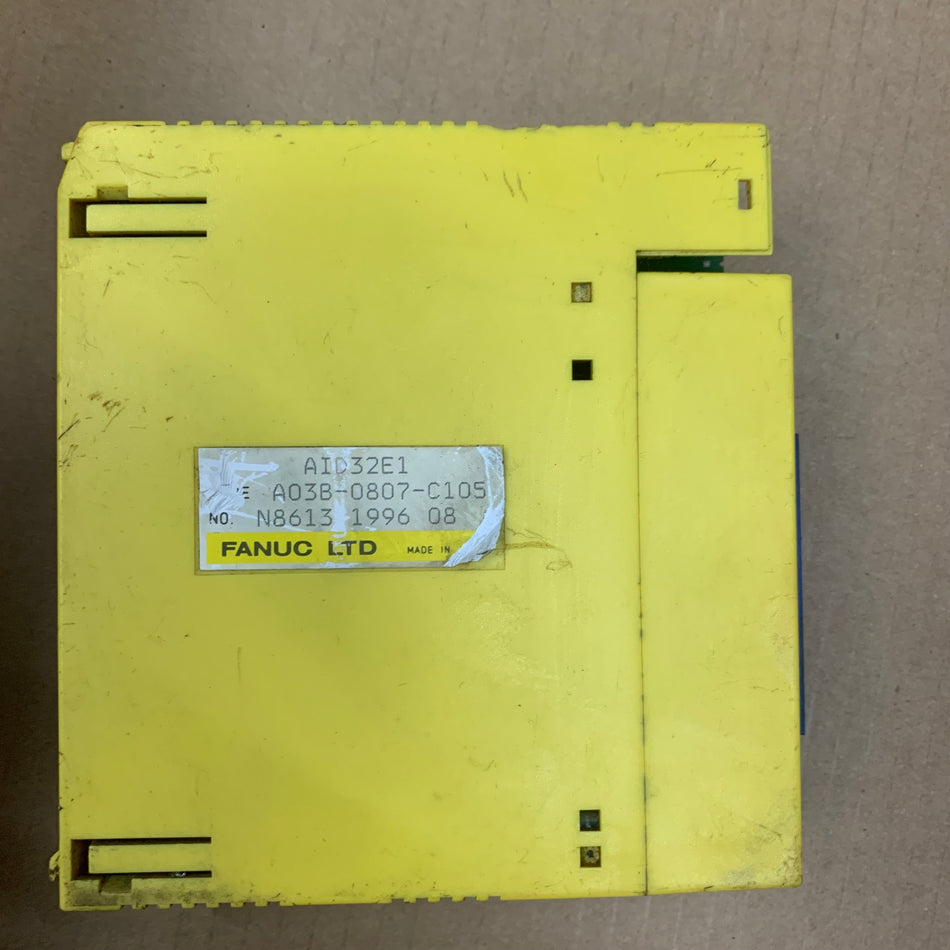 AID32E1
A03B-0807-C105
NO. N8613 1996 08
FANUC LTD MADE IN